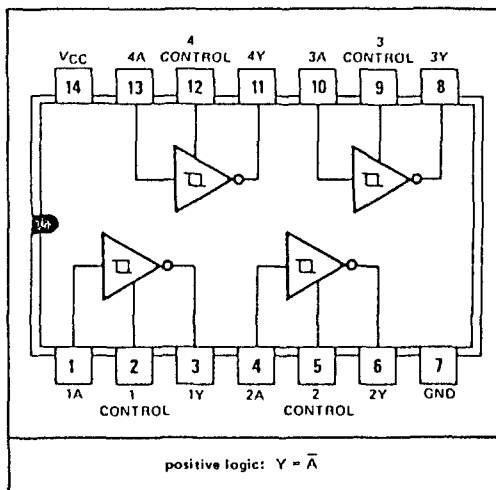 4 3
VCC 4A CONTROL 4Y 3A CONTROL 3Y
14 13 12 11 10 9 8
1 2 3 4 5 6 7
1A 1 1Y 2A 2 2Y GND
CONTROL CONTROL
positive logic: Y = A̅